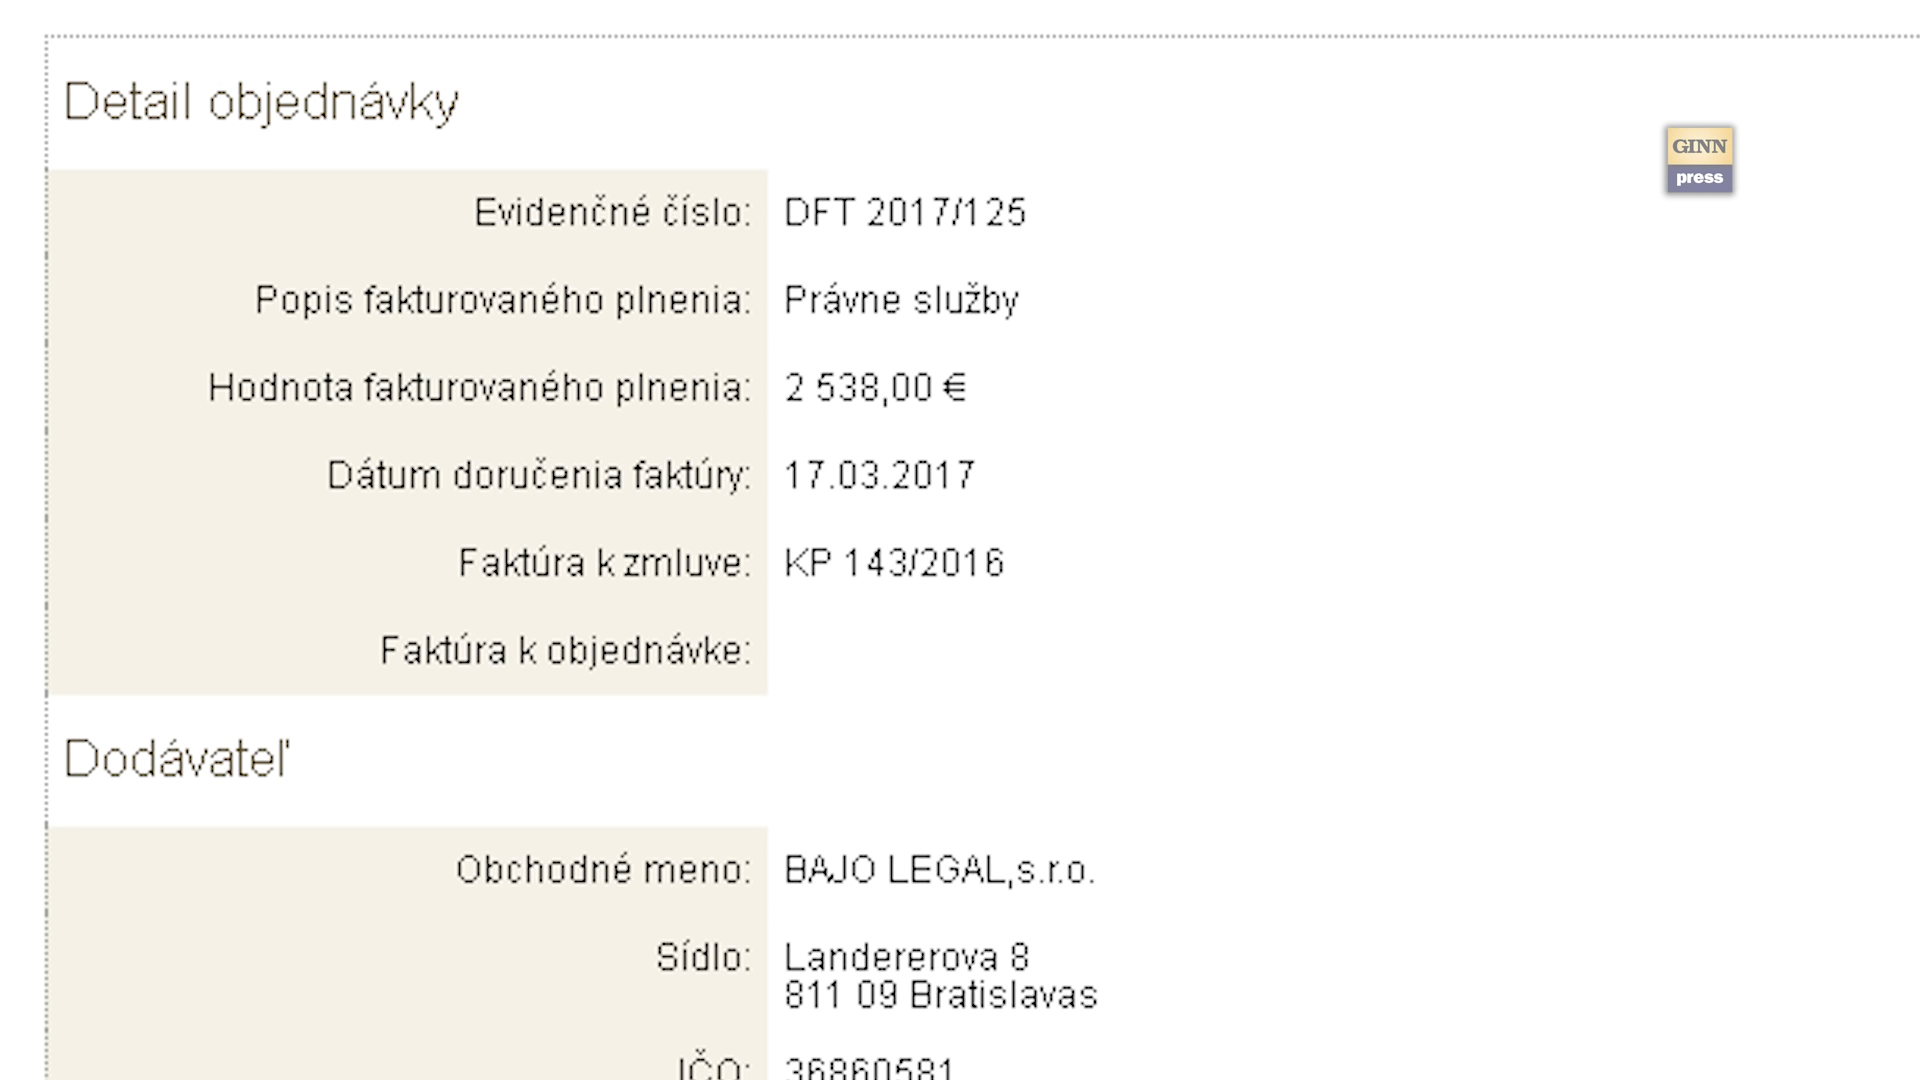 Detail objednávky
GINN
press
Evidenčné číslo: DFT 2017/125
Popis fakturovaného plnenia: Právne služby
Hodnota fakturovaného plnenia: 2 538,00 €
Dátum doručenia faktúry: 17.03.2017
Faktúra k zmluve: KP 143/2016
Faktúra k objednávke:
Dodávateľ
Obchodné meno: BAJO LEGAL,s.r.o.
Sídlo: Landererova 8
811 09 Bratislavas
IČO: 36860581